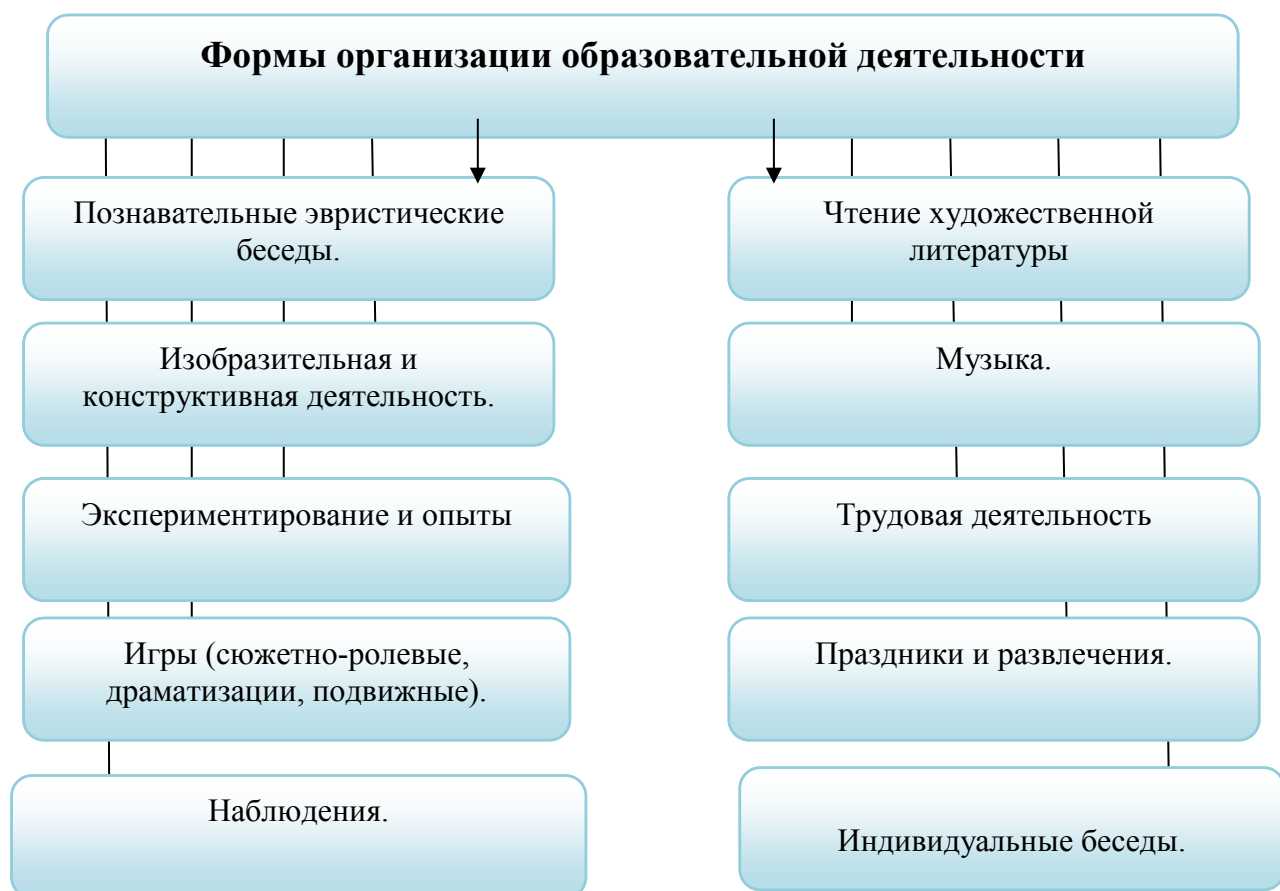 Формы организации образовательной деятельности
Познавательные эвристические
беседы.
Чтение художественной
литературы
Изобразительная и
конструктивная деятельность.
Музыка.
Экспериментирование и опыты
Трудовая деятельность
Игры (сюжетно-ролевые,
драматизации, подвижные).
Праздники и развлечения.
Наблюдения.
Индивидуальные беседы.